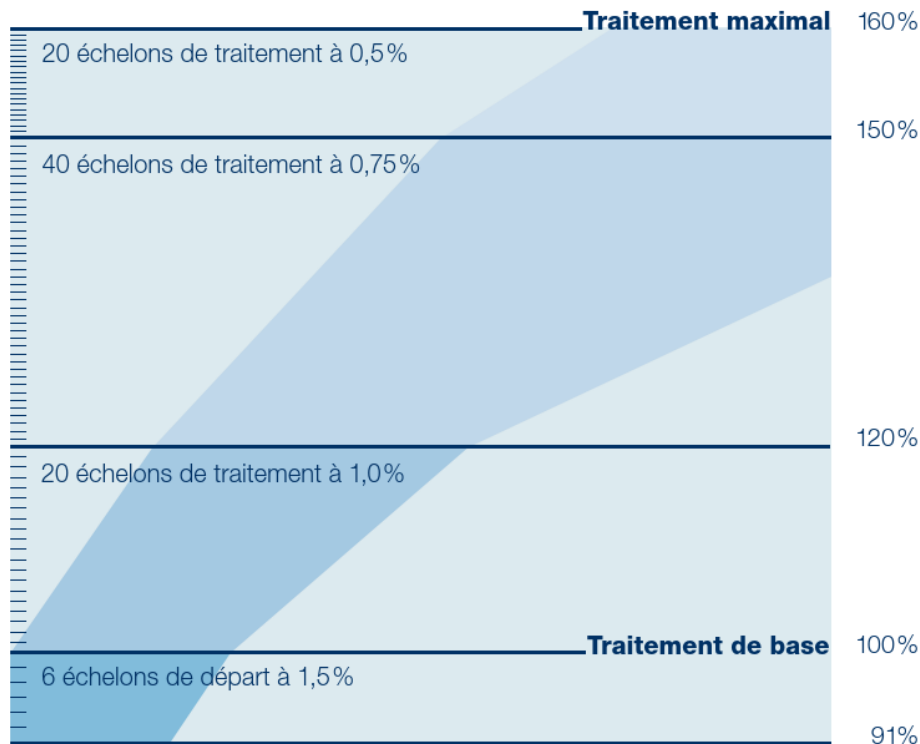 Traitement maximal 160%
20 échelons de traitement à 0,5%
150%
40 échelons de traitement à 0,75%
120%
20 échelons de traitement à 1,0%
Traitement de base 100%
6 échelons de départ à 1,5%
91%